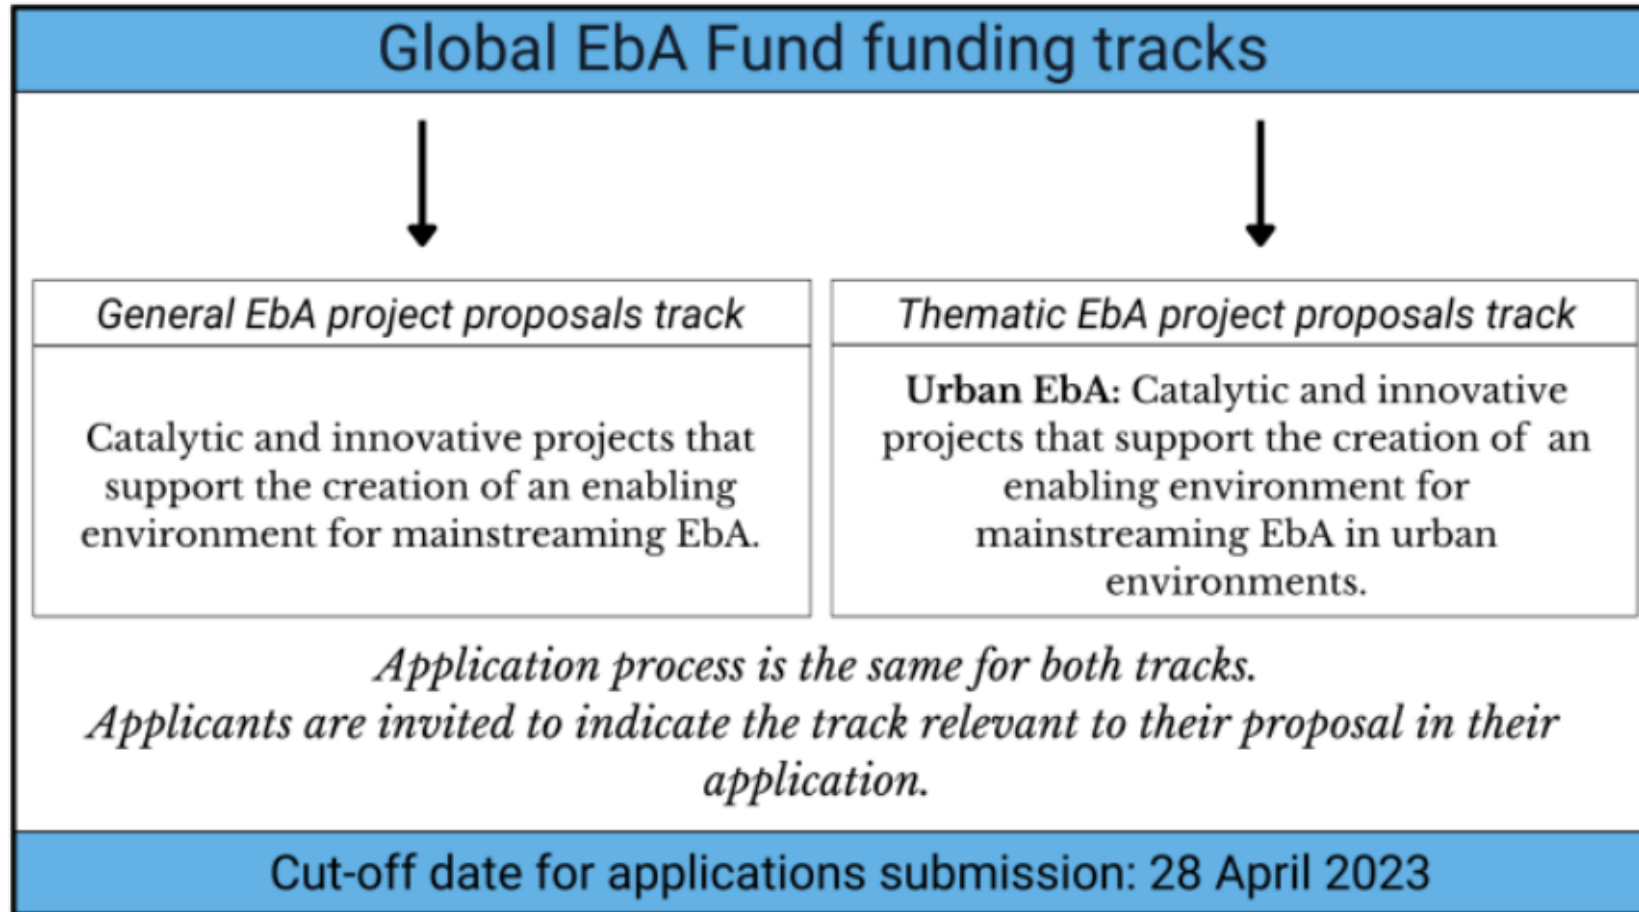 Global EbA Fund funding tracks
General EbA project proposals track
Catalytic and innovative projects that
support the creation of an enabling
environment for mainstreaming EbA.
Thematic EbA project proposals track
Urban EbA: Catalytic and innovative
projects that support the creation of an
enabling environment for
mainstreaming EbA in urban
environments.
Application process is the same for both tracks.
Applicants are invited to indicate the track relevant to their proposal in their
application.
Cut-off date for applications submission: 28 April 2023